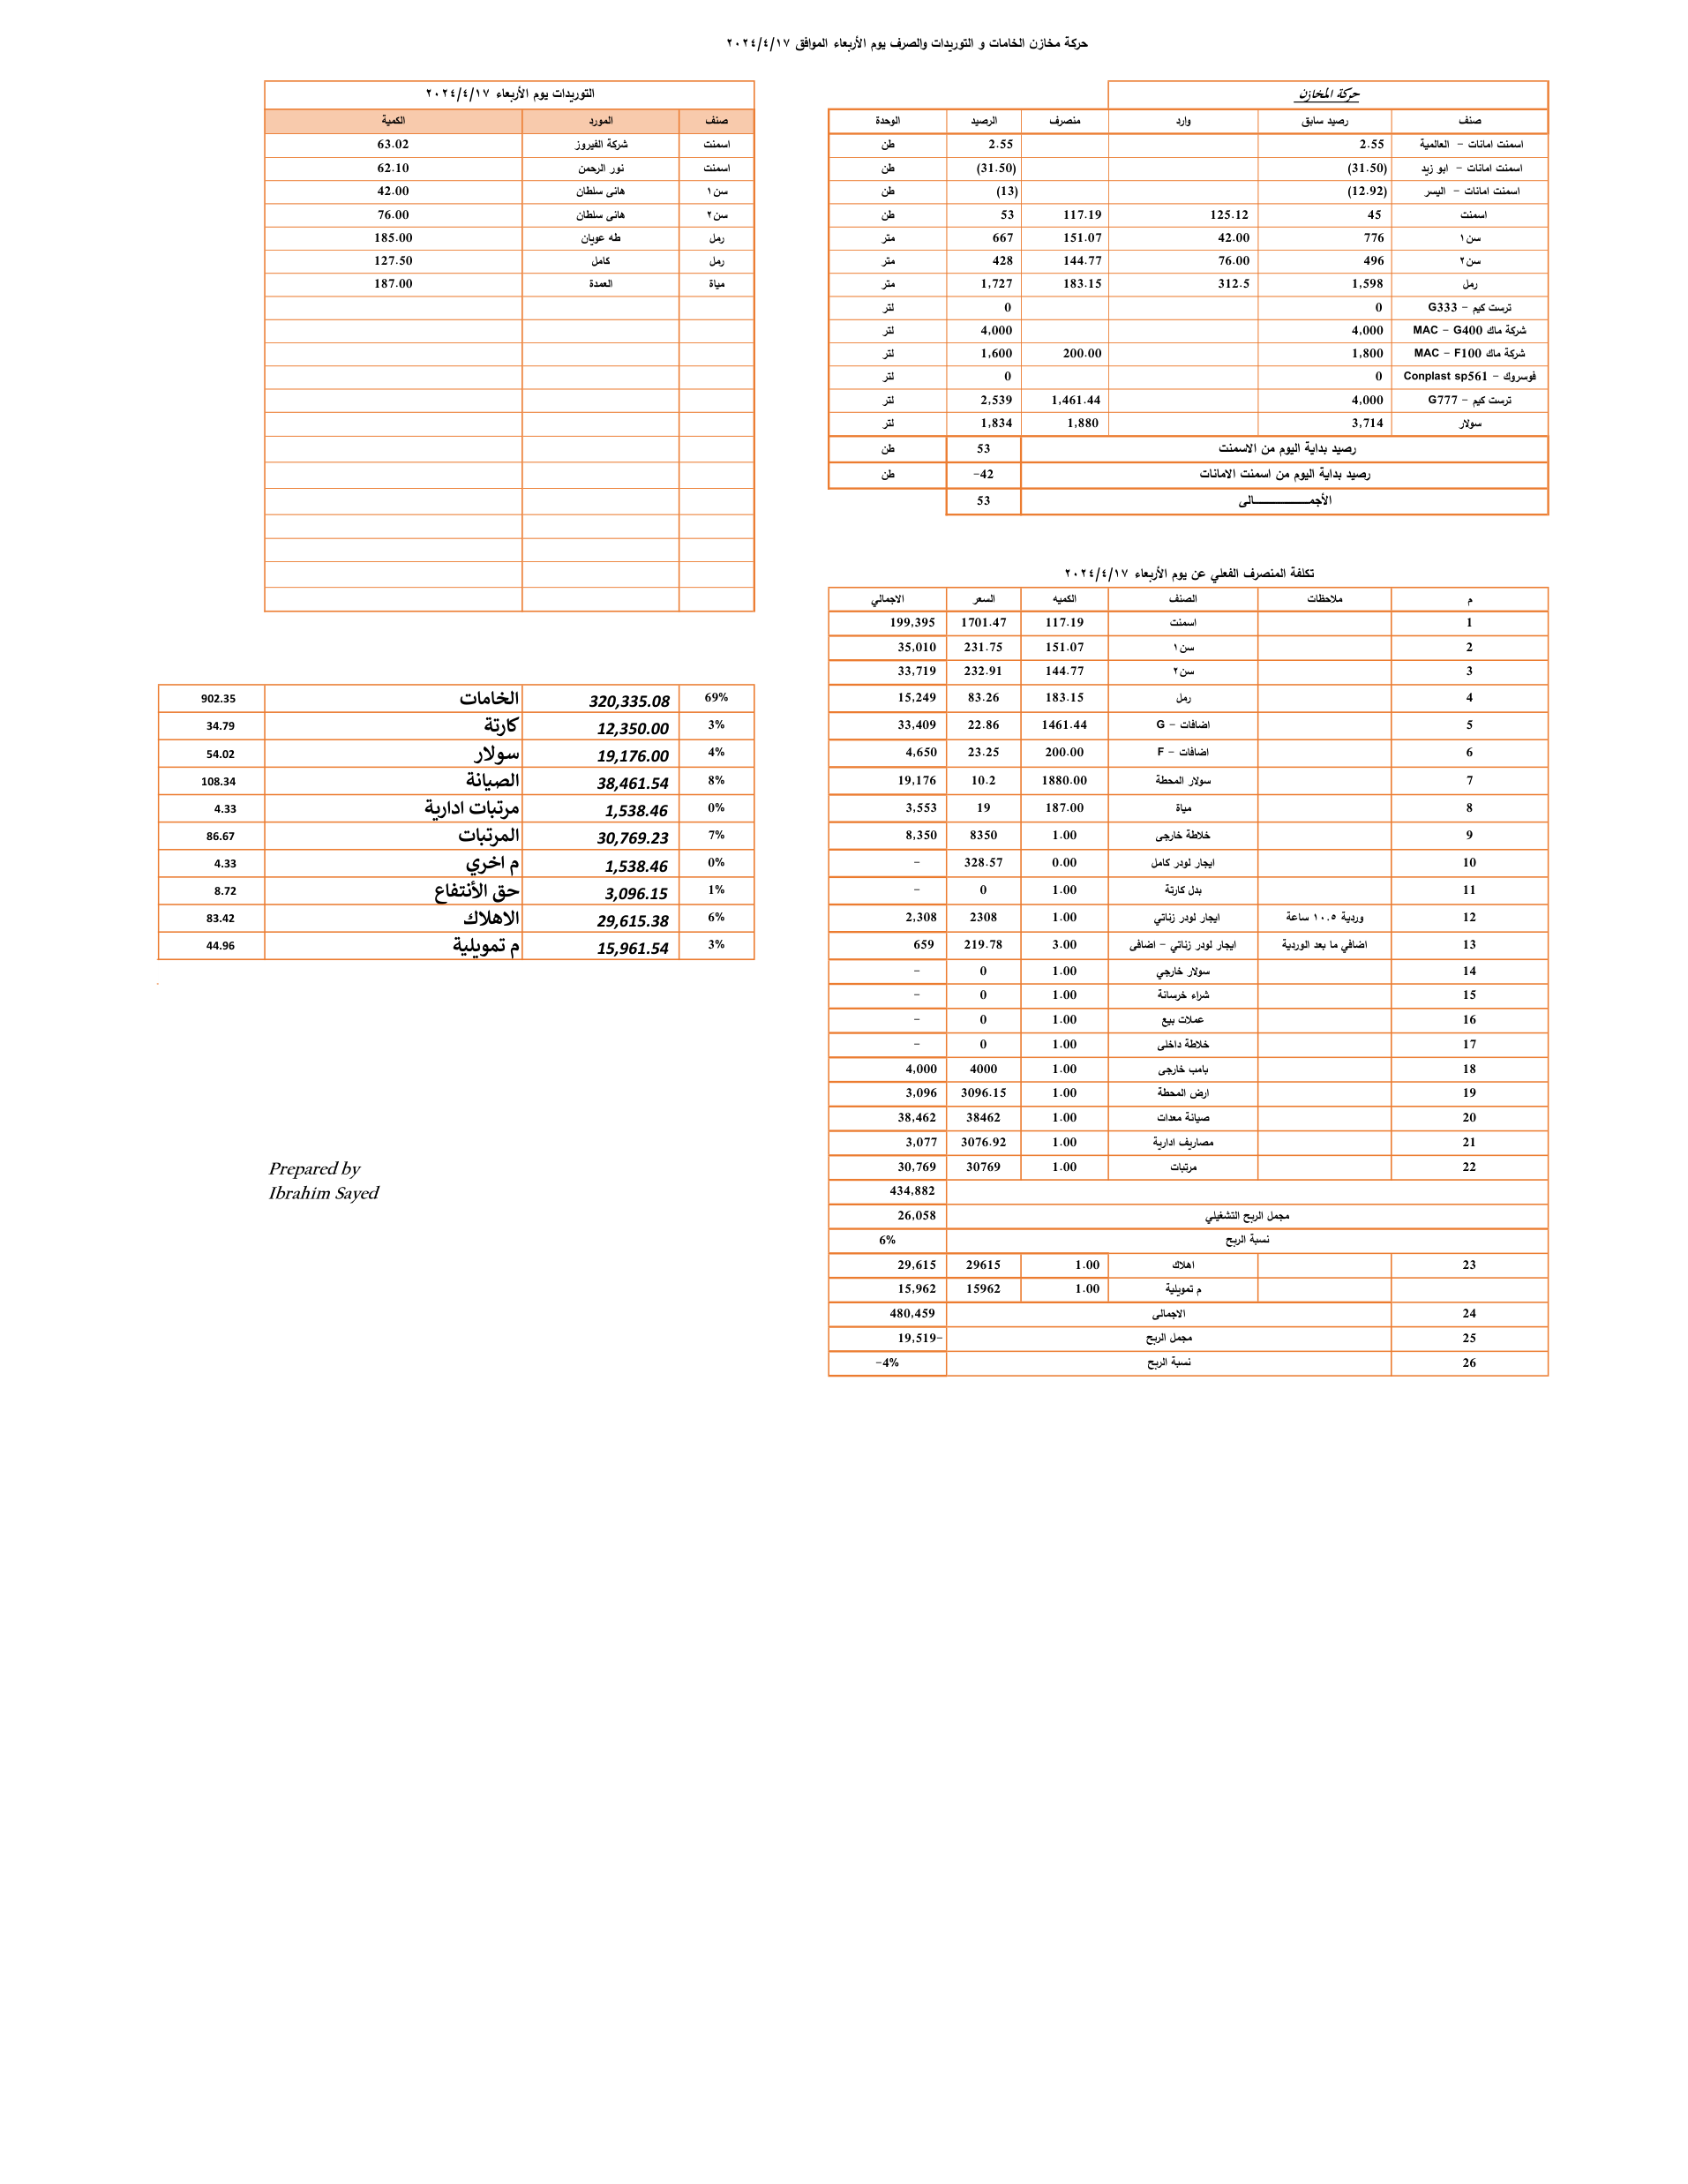 حركة مخازن الخامات و التوريدات والصرف يوم الأربعاء الموافق ٢٠٢٤/٤/١٧
حركة المخازن
صنف رصيد سابق وارد منصرف الرصيد الوحدة
اسمنت امانات - العالمية 2.55 2.55 طن
اسمنت امانات - ابو زيد (31.50) (31.50) طن
اسمنت امانات - اليسر (12.92) (13) طن
اسمنت 45 125.12 117.19 53 طن
سن١ 776 42.00 151.07 667 متر
سن٢ 496 76.00 144.77 428 متر
رمل 1,598 312.5 183.15 1,727 متر
ترست كيم - G333 0 0 لتر
شركة ماك MAC - G400 4,000 4,000 لتر
شركة ماك MAC - F100 1,800 200.00 1,600 لتر
فوسروك - Conplast sp561 0 0 لتر
ترست كيم - G777 4,000 1,461.44 2,539 لتر
سولار 3,714 1,880 1,834 لتر
رصيد بداية اليوم من الاسمنت 53 طن
رصيد بداية اليوم من اسمنت الامانات -42 طن
الأجمــــــــــالى 53
التوريدات يوم الأربعاء ٢٠٢٤/٤/١٧
صنف المورد الكمية
اسمنت شركة الفيروز 63.02
اسمنت نور الرحمن 62.10
سن١ هانى سلطان 42.00
سن٢ هانى سلطان 76.00
رمل طه عويان 185.00
رمل كامل 127.50
مياة العمدة 187.00
تكلفة المنصرف الفعلي عن يوم الأربعاء ٢٠٢٤/٤/١٧
م ملاحظات الصنف الكميه السعر الاجمالي
1 اسمنت 117.19 1701.47 199,395
2 سن١ 151.07 231.75 35,010
3 سن٢ 144.77 232.91 33,719
4 رمل 183.15 83.26 15,249
5 اضافات - G 1461.44 22.86 33,409
6 اضافات - F 200.00 23.25 4,650
7 سولار المحطة 1880.00 10.2 19,176
8 مياة 187.00 19 3,553
9 خلاطة خارجى 1.00 8350 8,350
10 ايجار لودر كامل 0.00 328.57 -
11 بدل كارتة 1.00 0 -
12 وردية ١٠.٥ ساعة ايجار لودر زناتي 1.00 2308 2,308
13 اضافي ما بعد الوردية ايجار لودر زناتي - اضافى 3.00 219.78 659
14 سولار خارجي 1.00 0 -
15 شراء خرسانة 1.00 0 -
16 عملات بيع 1.00 0 -
17 خلاطة داخلى 1.00 0 -
18 بامب خارجى 1.00 4000 4,000
19 ارض المحطة 1.00 3096.15 3,096
20 صيانة معدات 1.00 38462 38,462
21 مصاريف ادارية 1.00 3076.92 3,077
22 مرتبات 1.00 30769 30,769
434,882
مجمل الربح التشغيلي 26,058
نسبة الربح 6%
23 اهلاك 1.00 29615 29,615
م تمويلية 1.00 15962 15,962
24 الاجمالى 480,459
25 مجمل الربح 19,519-
26 نسبة الربح -4%
69% 320,335.08 الخامات 902.35
3% 12,350.00 كارتة 34.79
4% 19,176.00 سولار 54.02
8% 38,461.54 الصيانة 108.34
0% 1,538.46 مرتبات ادارية 4.33
7% 30,769.23 المرتبات 86.67
0% 1,538.46 م اخري 4.33
1% 3,096.15 حق الأنتفاع 8.72
6% 29,615.38 الاهلاك 83.42
3% 15,961.54 م تمويلية 44.96
Prepared by
Ibrahim Sayed